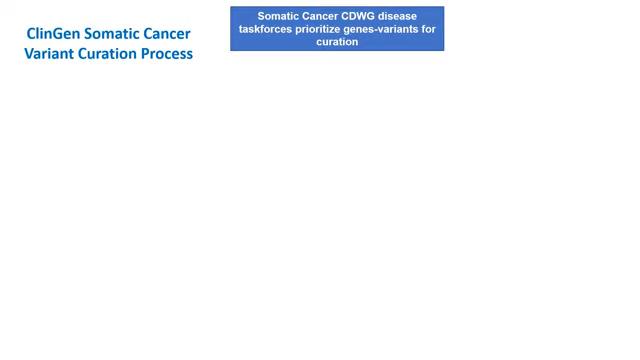 ClinGen Somatic Cancer
Variant Curation Process
Somatic Cancer CDWG disease
taskforces prioritize genes-variants for
curation